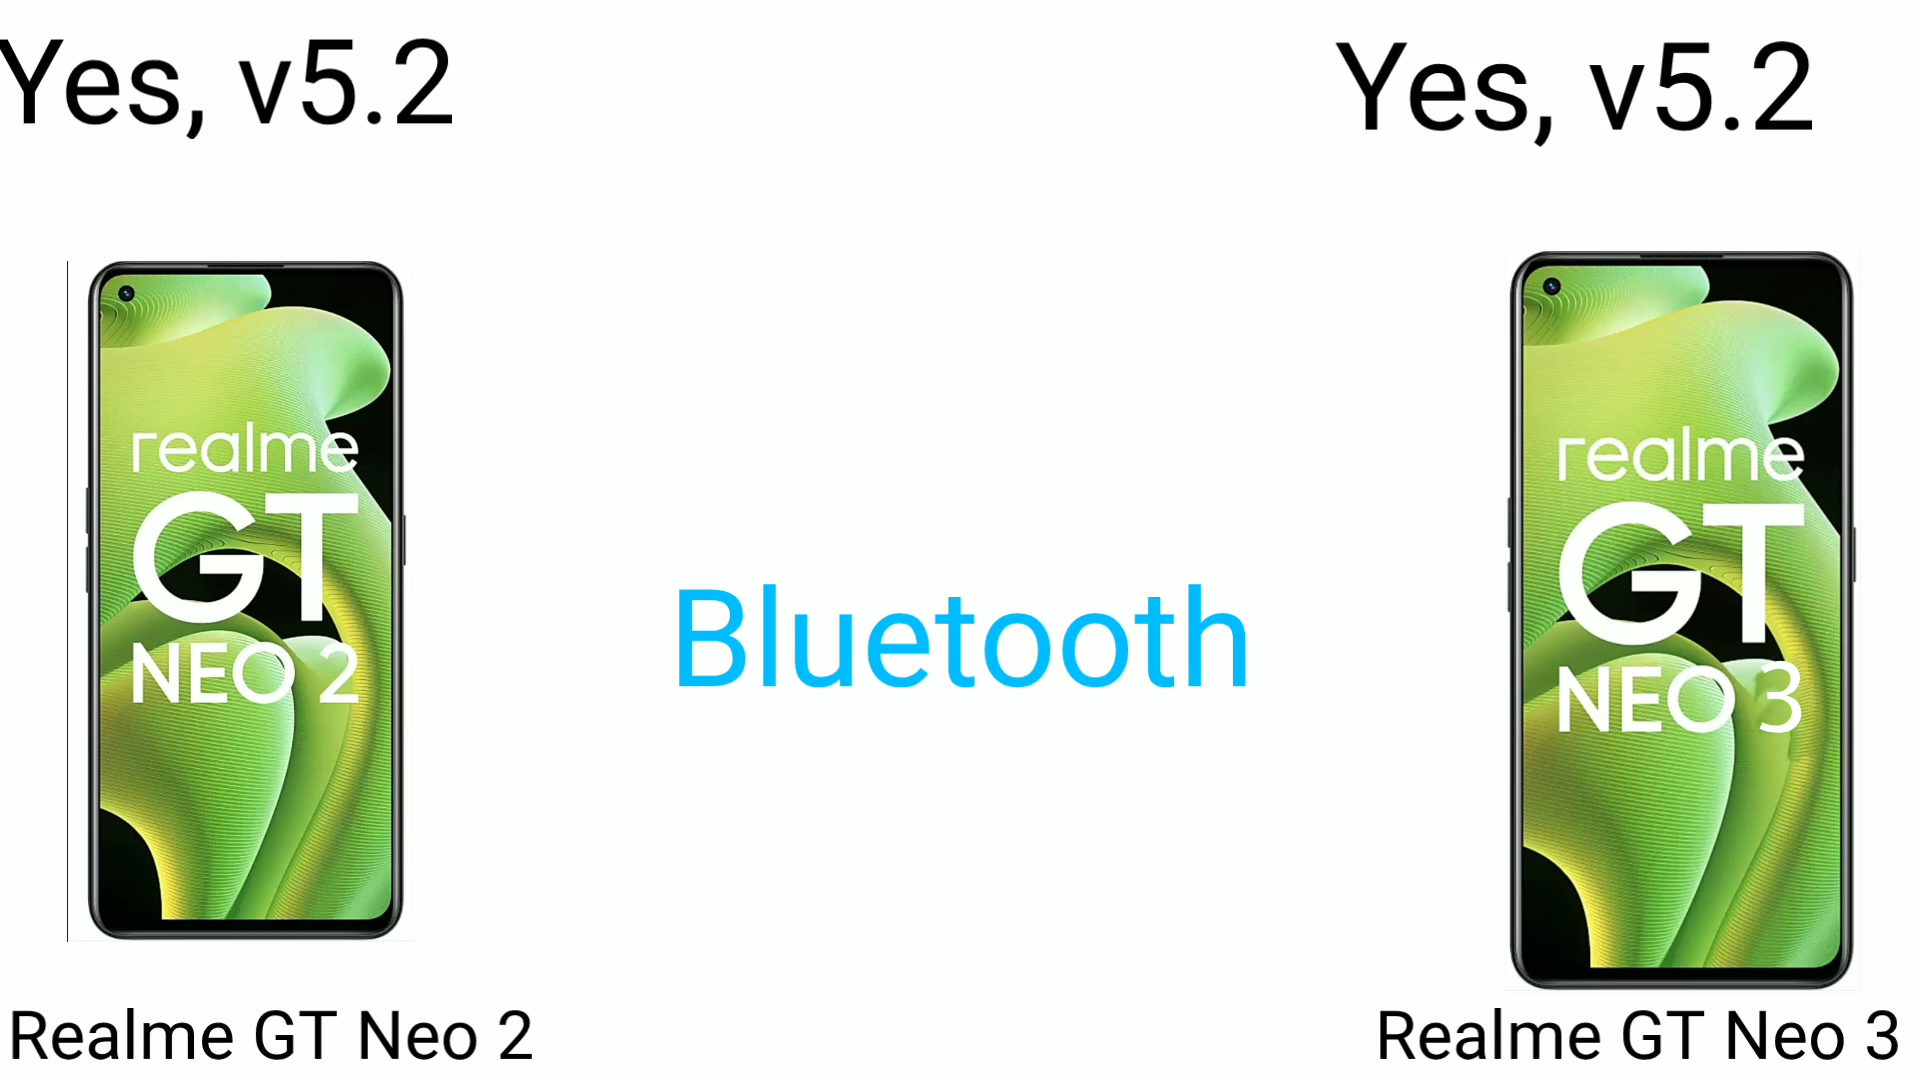 Yes, v5.2
Yes, v5.2
realme
GT
NEO 2
realme
GT
NEO 3
Bluetooth
Realme GT Neo 2
Realme GT Neo 3